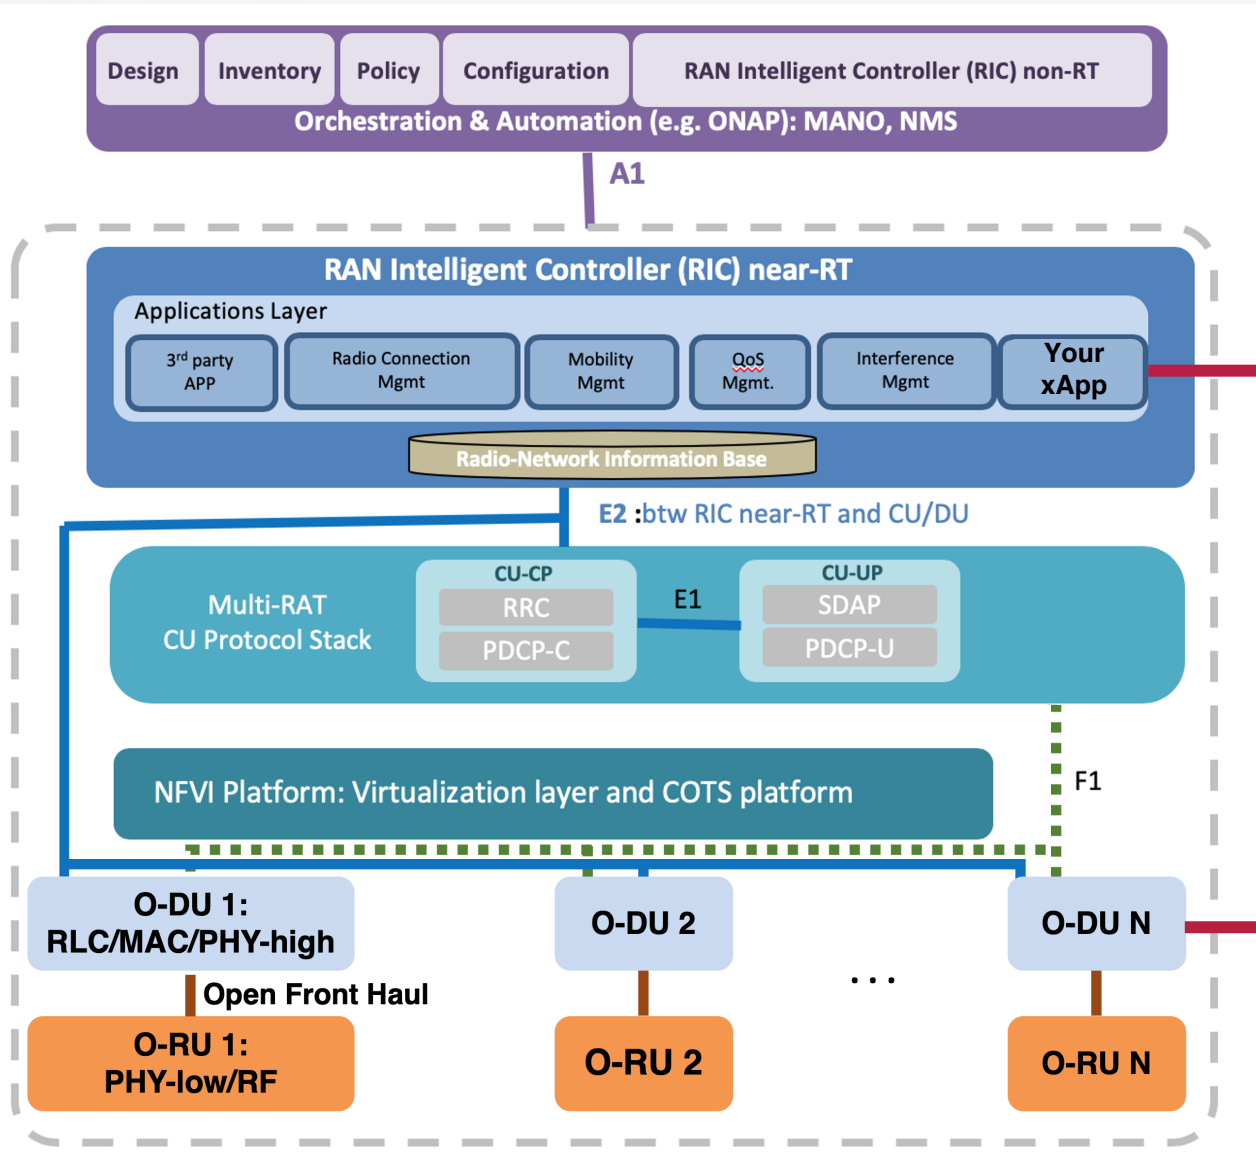 Design
Inventory
Policy
Configuration
RAN Intelligent Controller (RIC) non-RT
Orchestration & Automation (e.g. ONAP): MANO, NMS
A1
RAN Intelligent Controller (RIC) near-RT
Applications Layer
3rd party
APP
Radio Connection
Mgmt
Mobility
Mgmt
QoS
Mgmt.
Interference
Mgmt
Your
xApp
Radio-Network Information Base
E2 :btw RIC near-RT and CU/DU
Multi-RAT
CU Protocol Stack
CU-CP
RRC
PDCP-C
E1
CU-UP
SDAP
PDCP-U
NFVI Platform: Virtualization layer and COTS platform
F1
O-DU 1:
RLC/MAC/PHY-high
O-DU 2
O-DU N
...
Open Front Haul
O-RU 1:
PHY-low/RF
O-RU 2
O-RU N